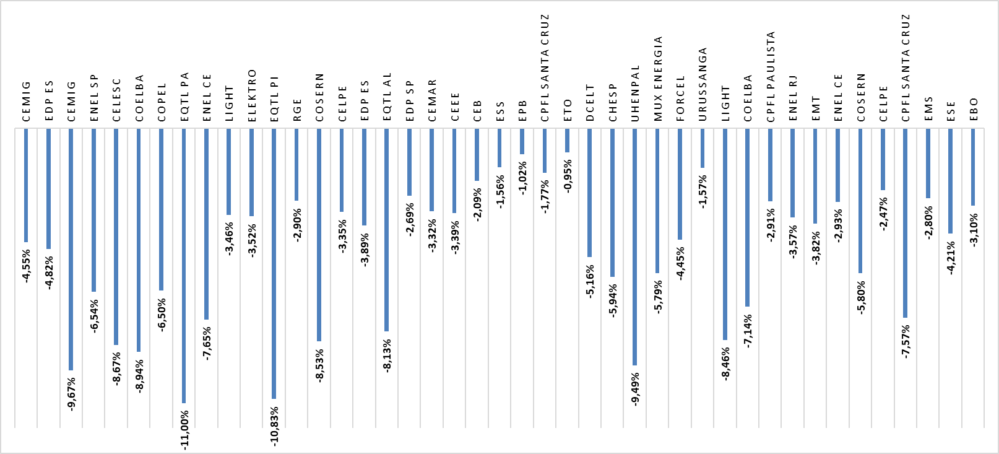 CEMIG
EDP ES
CEMIG
ENEL SP
CELESC
COELBA
COPEL
EQTL PA
ENEL CE
LIGHT
ELEKTRO
EQTL PI
RGE
COSERN
CELPE
EDP ES
EQTL AL
EDP SP
CEMAR
CEEE
CEB
ESS
EPB
CPFL SANTA CRUZ
ETO
DCELT
CHESP
UHENPAL
MUX ENERGIA
FORCEL
URUSSANGA
LIGHT
COELBA
CPFL PAULISTA
ENEL RJ
EMT
ENEL CE
COSERN
CELPE
CPFL SANTA CRUZ
EMS
ESE
EBO
-4,55%
-4,82%
-9,67%
-6,54%
-8,67%
-8,94%
-6,50%
-11,00%
-7,65%
-3,46%
-3,52%
-10,83%
-2,90%
-8,53%
-3,35%
-3,89%
-8,13%
-2,69%
-3,32%
-3,39%
-2,09%
-1,56%
-1,02%
-1,77%
-0,95%
-5,16%
-5,94%
-9,49%
-5,79%
-4,45%
-1,57%
-8,46%
-7,14%
-2,91%
-3,57%
-3,82%
-2,93%
-5,80%
-2,47%
-7,57%
-2,80%
-4,21%
-3,10%